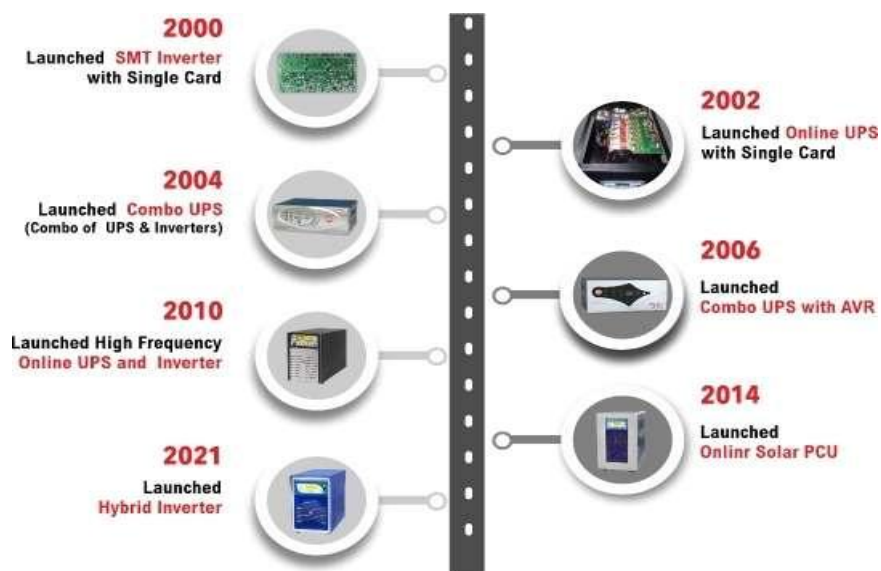 2000
Launched SMT Inverter
with Single Card
2002
Launched Online UPS
with Single Card
2004
Launched Combo UPS
(Combo of UPS & Inverters)
2006
Launched
Combo UPS with AVR
2010
Launched High Frequency
Online UPS and Inverter
2014
Launched
Onlinr Solar PCU
2021
Launched
Hybrid Inverter